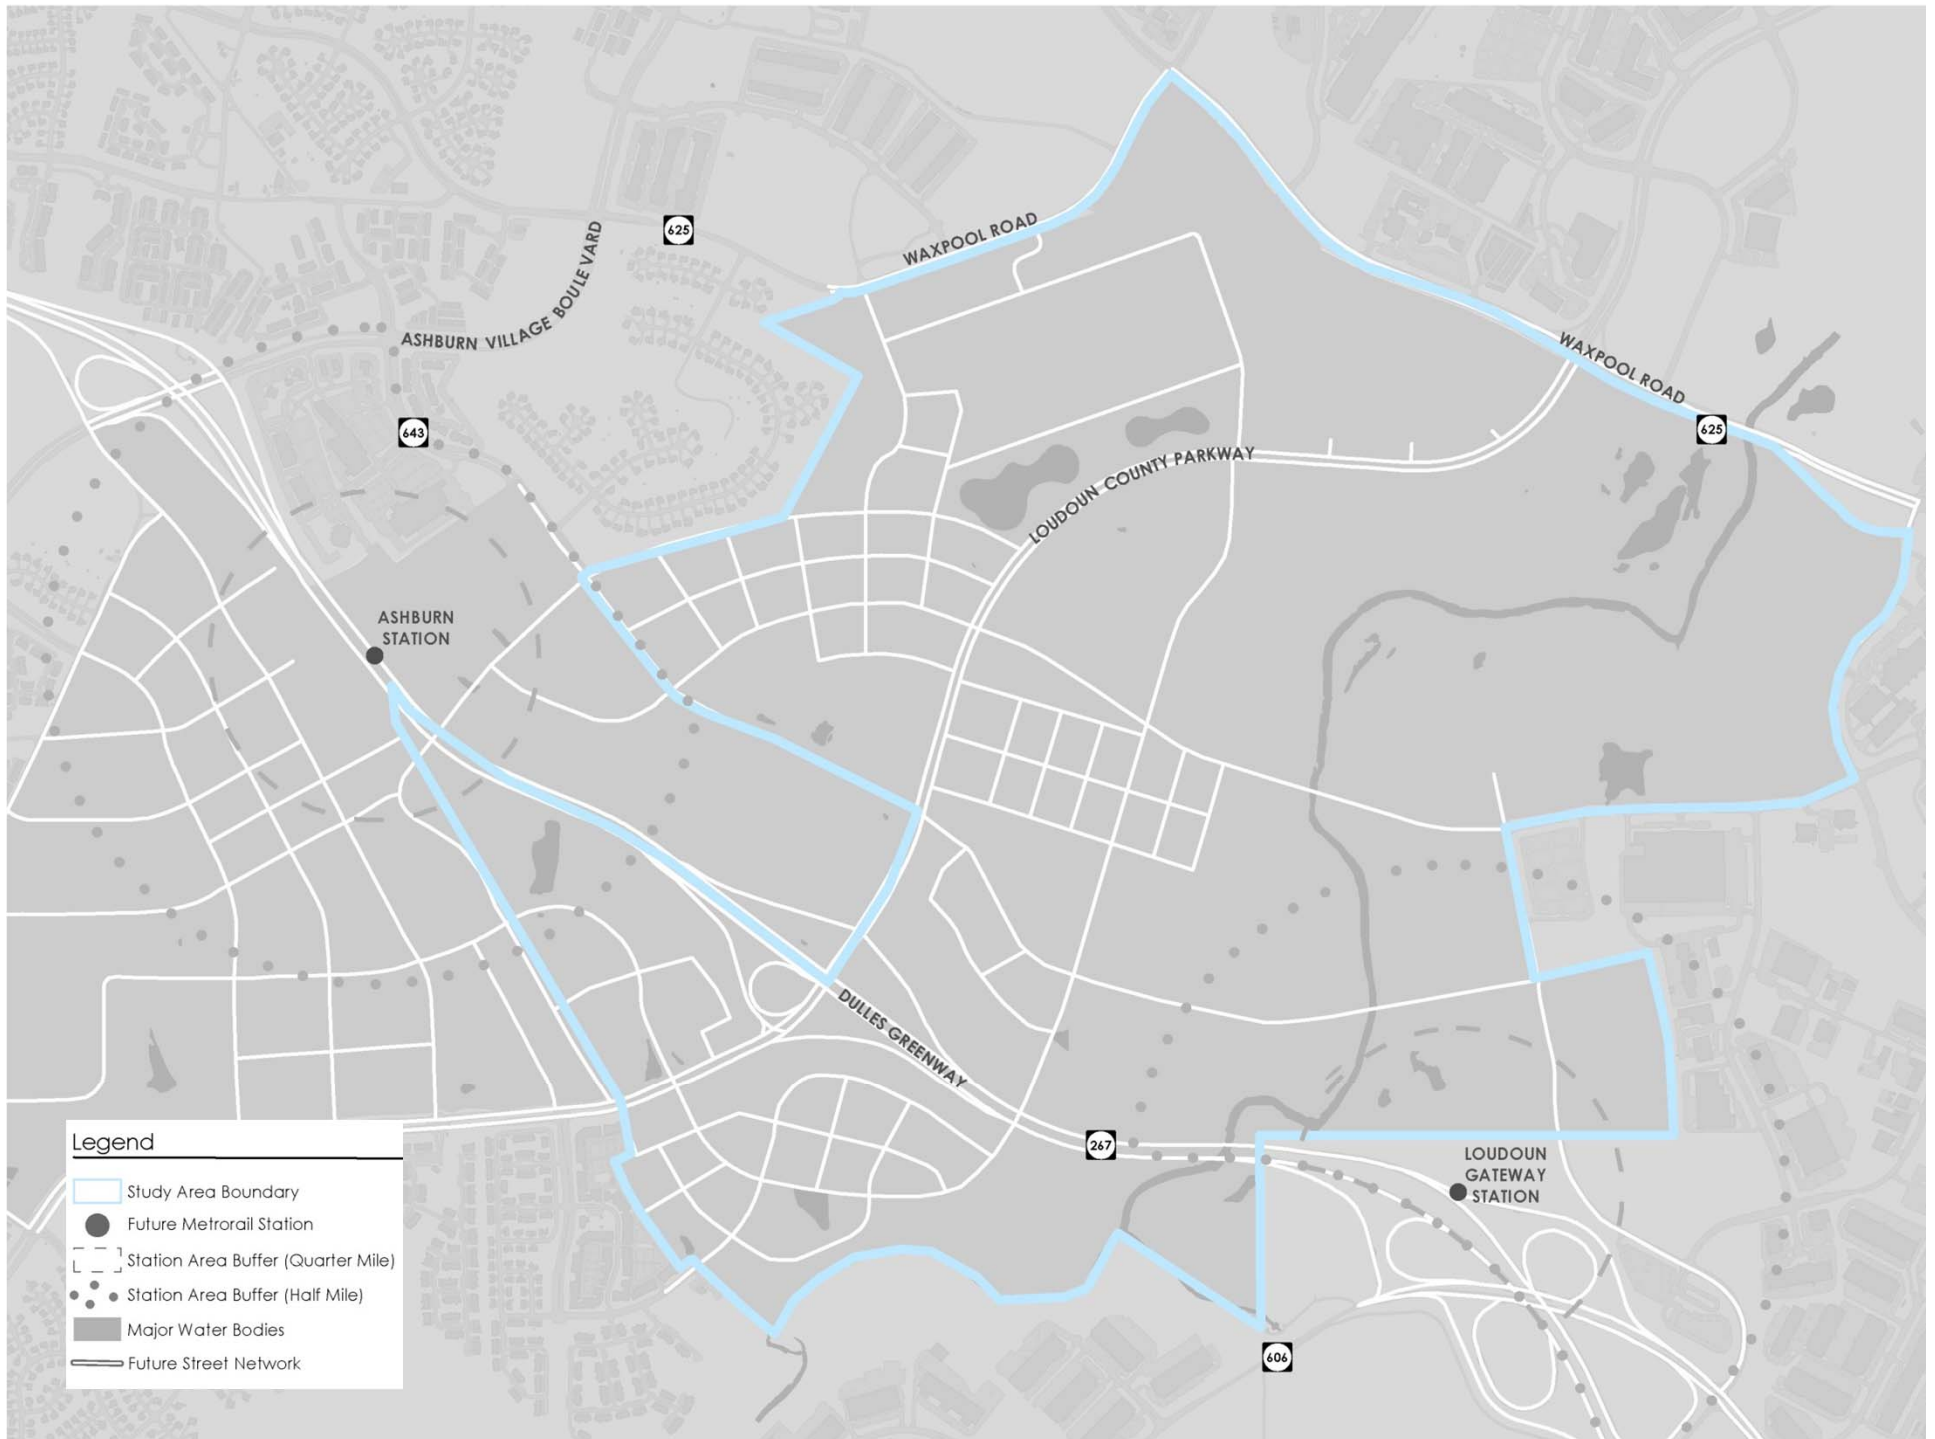 625
WAXPOOL ROAD
ASHBURN VILLAGE BOULEVARD
WAXPOOL ROAD
643
625
LOUDOUN COUNTY PARKWAY
ASHBURN
STATION
DULLES GREENWAY
267
LOUDOUN
GATEWAY
STATION
606
Legend
Study Area Boundary
Future Metrorail Station
Station Area Buffer (Quarter Mile)
Station Area Buffer (Half Mile)
Major Water Bodies
Future Street Network